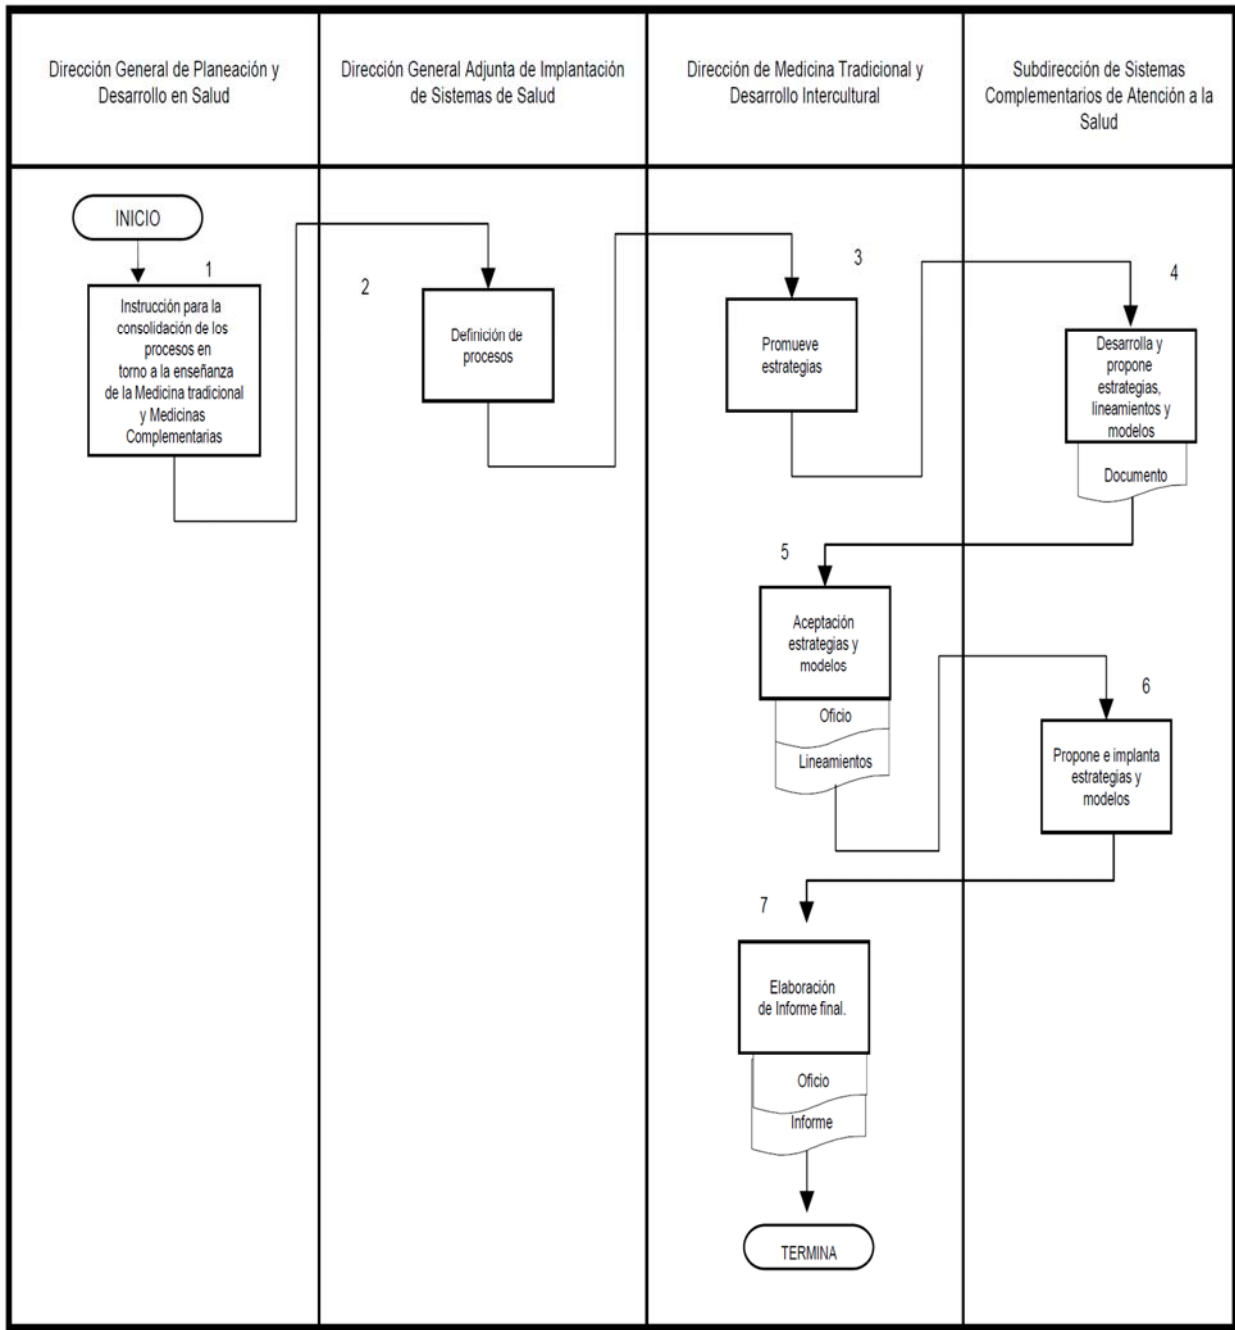 Dirección General de Planeación y
Desarrollo en Salud
Dirección General Adjunta de Implantación
de Sistemas de Salud
Dirección de Medicina Tradicional y
Desarrollo Intercultural
Subdirección de Sistemas
Complementarios de Atención a la
Salud
INICIO
1
Instrucción para la
consolidación de los
procesos en
torno a la enseñanza
de la Medicina tradicional
y Medicinas
Complementarias
2
Definición de
procesos
3
Promueve
estrategias
4
Desarrolla y
propone
estrategias,
lineamientos y
modelos
Documento
5
Aceptación
estrategias y
modelos
Oficio
Lineamientos
6
Propone e implanta
estrategias y
modelos
7
Elaboración
de Informe final.
Oficio
Informe
TERMINA